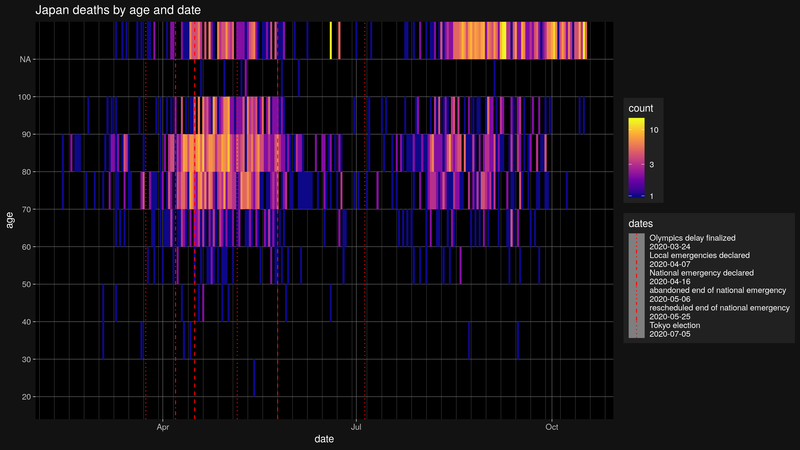 Japan deaths by age and date
NA
100
90
80
70
60
50
40
30
20
age
Apr
Jul
Oct
date
count
10
3
1
dates
Olympics delay finalized
2020-03-24
Local emergencies declared
2020-04-07
National emergency declared
2020-04-16
abandoned end of national emergency
2020-05-06
rescheduled end of national emergency
2020-05-25
Tokyo election
2020-07-05